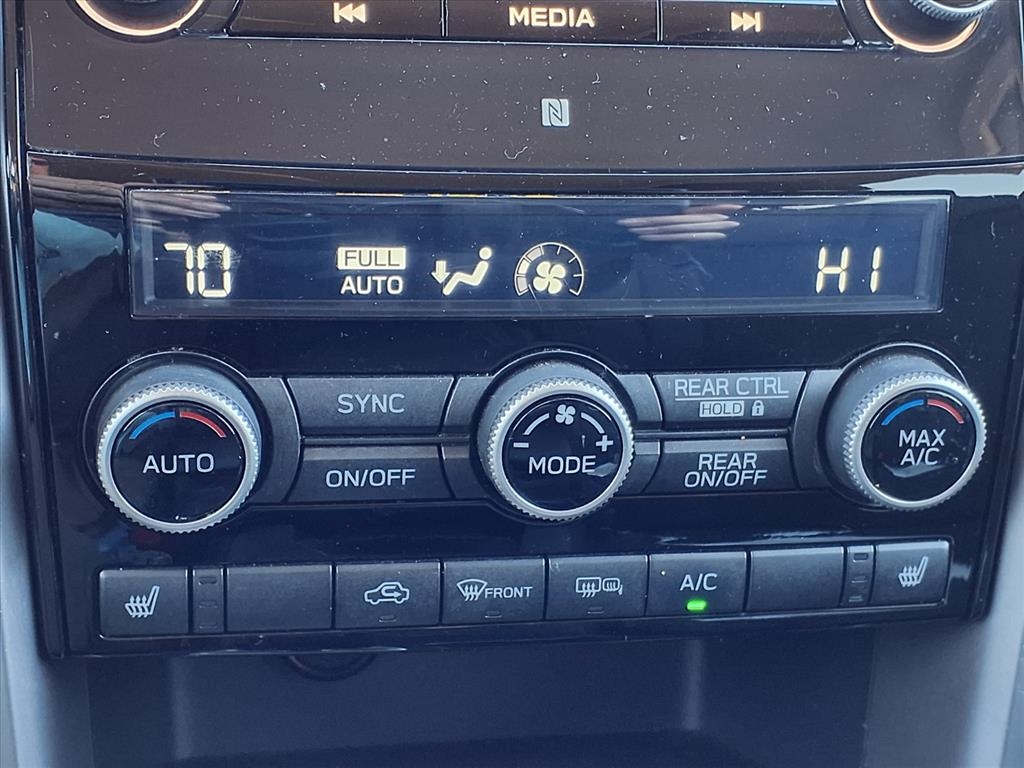 MEDIA
N
70
FULL
AUTO
HI
SYNC
REAR CTRL
HOLD
AUTO
MODE
MAX
A/C
ON/OFF
REAR
ON/OFF
FRONT
A/C